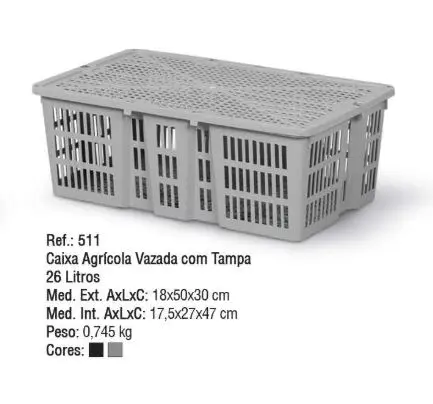 Ref.: 511
Caixa Agrícola Vazada com Tampa
26 Litros
Med. Ext. AxLxC: 18x50x30 cm
Med. Int. AxLxC: 17,5x27x47 cm
Peso: 0,745 kg
Cores: